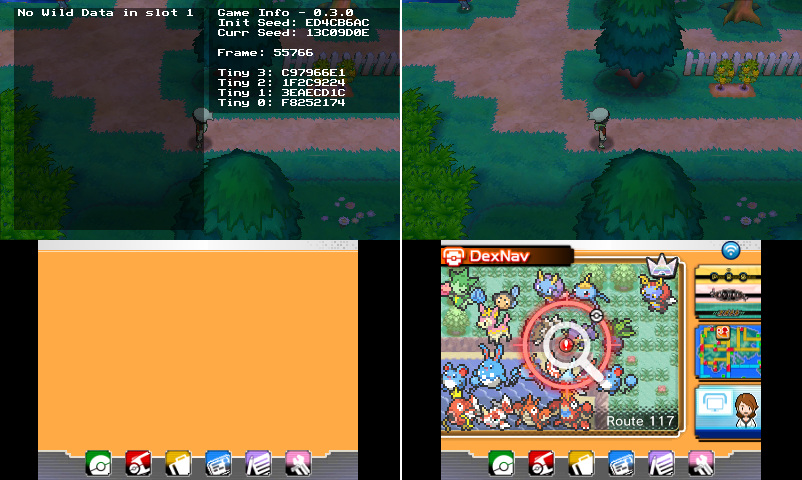 No Wild Data in slot 1
Game Info - 0.3.0
Init Seed: ED4CB6AC
Curr Seed: 13C09D0E
Frame: 55766
Tiny 3: C97966E1
Tiny 2: 1F2C9224
Tiny 1: 3EAECD1C
Tiny 0: F8252174
DexNav
Route 117